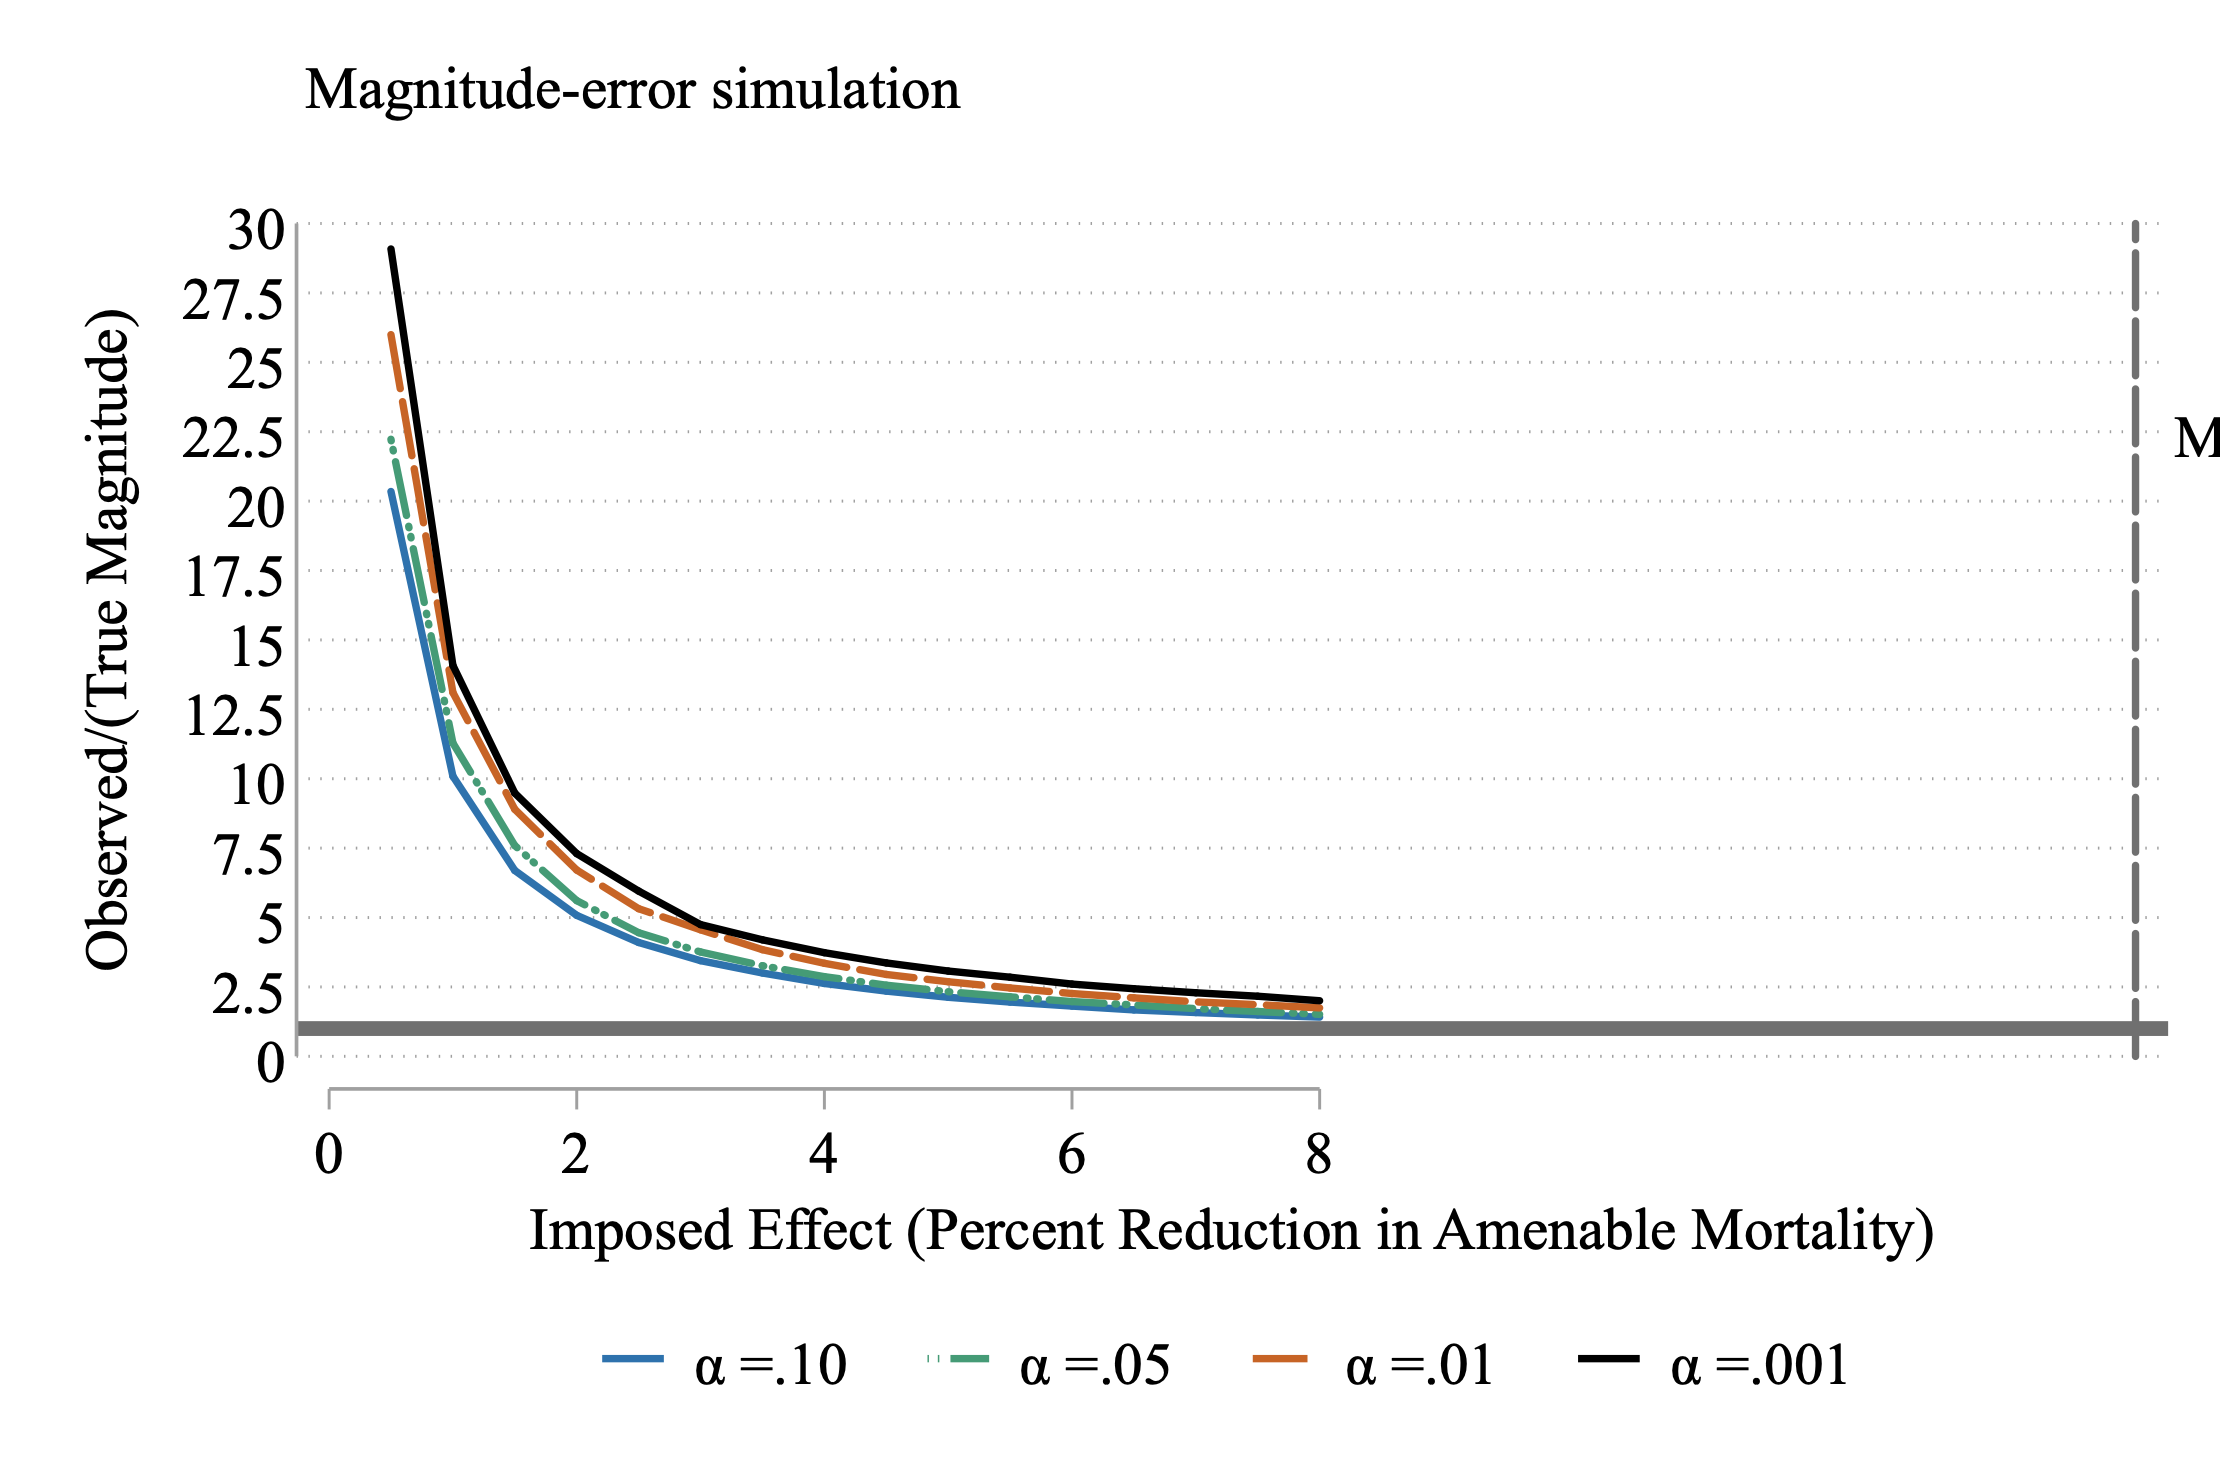 Magnitude-error simulation
Observed/(True Magnitude)
30
27.5
25
22.5
20
17.5
15
12.5
10
7.5
5
2.5
0
M
0 2 4 6 8
Imposed Effect (Percent Reduction in Amenable Mortality)
α =.10 α =.05 α =.01 α =.001